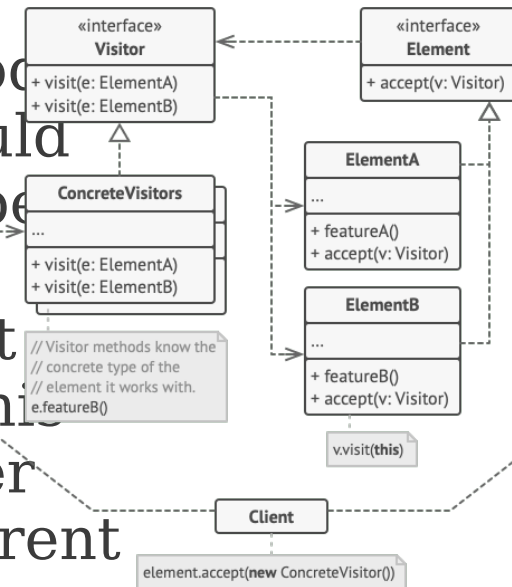 «interface»
Visitor
+ visit(e: ElementA)
+ visit(e: ElementB)
«interface»
Element
+ accept(v: Visitor)
uld
ConcreteVisitors
...
+ visit(e: ElementA)
+ visit(e: ElementB)
ElementA
...
+ featureA()
+ accept(v: Visitor)
ElementB
...
+ featureB()
+ accept(v: Visitor)
// Visitor methods know the
// concrete type of the
// element it works with.
e.featureB()
v.visit(this)
t
his
er
rent
Client
element.accept(new ConcreteVisitor())